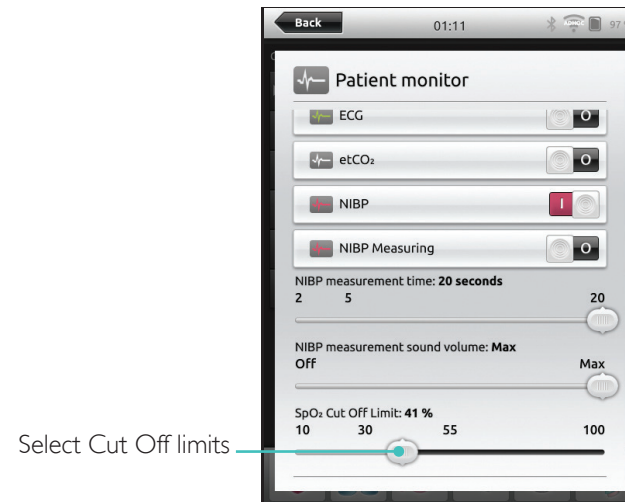 Back 01:11 97
Patient monitor
ECG O
etCO₂ O
NIBP I
NIBP Measuring O
NIBP measurement time: 20 seconds
2 5 20
NIBP measurement sound volume: Max
Off Max
SpO₂ Cut Off Limit: 41 %
10 30 55 100
Select Cut Off limits